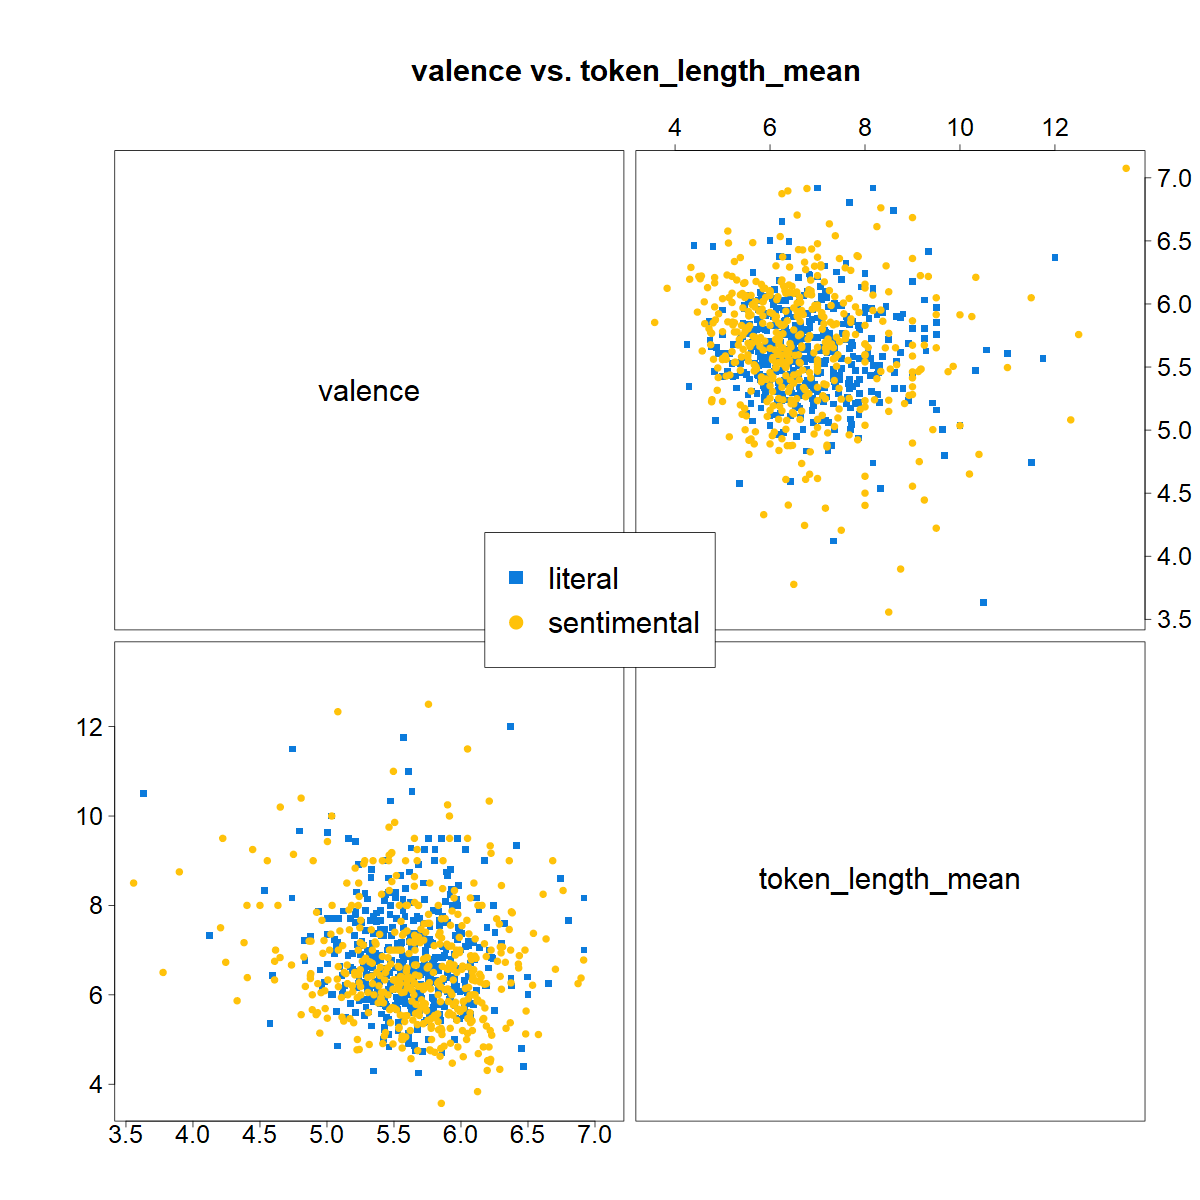 valence vs. token_length_mean
4 6 8 10 12
valence
7.0
6.5
6.0
5.5
5.0
4.5
4.0
3.5
literal
sentimental
12
10
8
6
4
token_length_mean
3.5 4.0 4.5 5.0 5.5 6.0 6.5 7.0